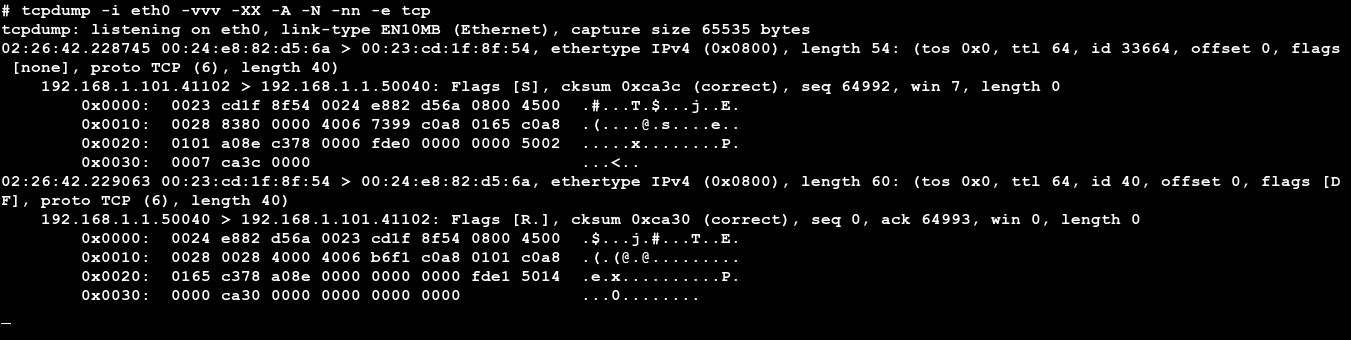 # tcpdump -i eth0 -vvv -XX -A -N -nn -e tcp
tcpdump: listening on eth0, link-type EN10MB (Ethernet), capture size 65535 bytes
02:26:42.228745 00:24:e8:82:d5:6a > 00:23:cd:1f:8f:54, ethertype IPv4 (0x0800), length 54: (tos 0x0, ttl 64, id 33664, offset 0, flags
 [none], proto TCP (6), length 40)
    192.168.1.101.41102 > 192.168.1.1.50040: Flags [S], cksum 0xca3c (correct), seq 64992, win 7, length 0
        0x0000:  0023 cd1f 8f54 0024 e882 d56a 0800 4500  .#...T.$...j..E.
        0x0010:  0028 8380 0000 4006 7399 c0a8 0165 c0a8  .(....@.s....e..
        0x0020:  0101 a08e c378 0000 fde0 0000 0000 5002  .....x........P.
        0x0030:  0007 ca3c 0000                           ...<..
02:26:42.229063 00:23:cd:1f:8f:54 > 00:24:e8:82:d5:6a, ethertype IPv4 (0x0800), length 60: (tos 0x0, ttl 64, id 40, offset 0, flags [D
F], proto TCP (6), length 40)
    192.168.1.1.50040 > 192.168.1.101.41102: Flags [R.], cksum 0xca30 (correct), seq 0, ack 64993, win 0, length 0
        0x0000:  0024 e882 d56a 0023 cd1f 8f54 0800 4500  .$...j.#...T..E.
        0x0010:  0028 0028 4000 4006 b6f1 c0a8 0101 c0a8  .(.(@.@.........
        0x0020:  0165 c378 a08e 0000 0000 0000 fde1 5014  .e.x..........P.
        0x0030:  0000 ca30 0000 0000 0000 0000            ...0........
_